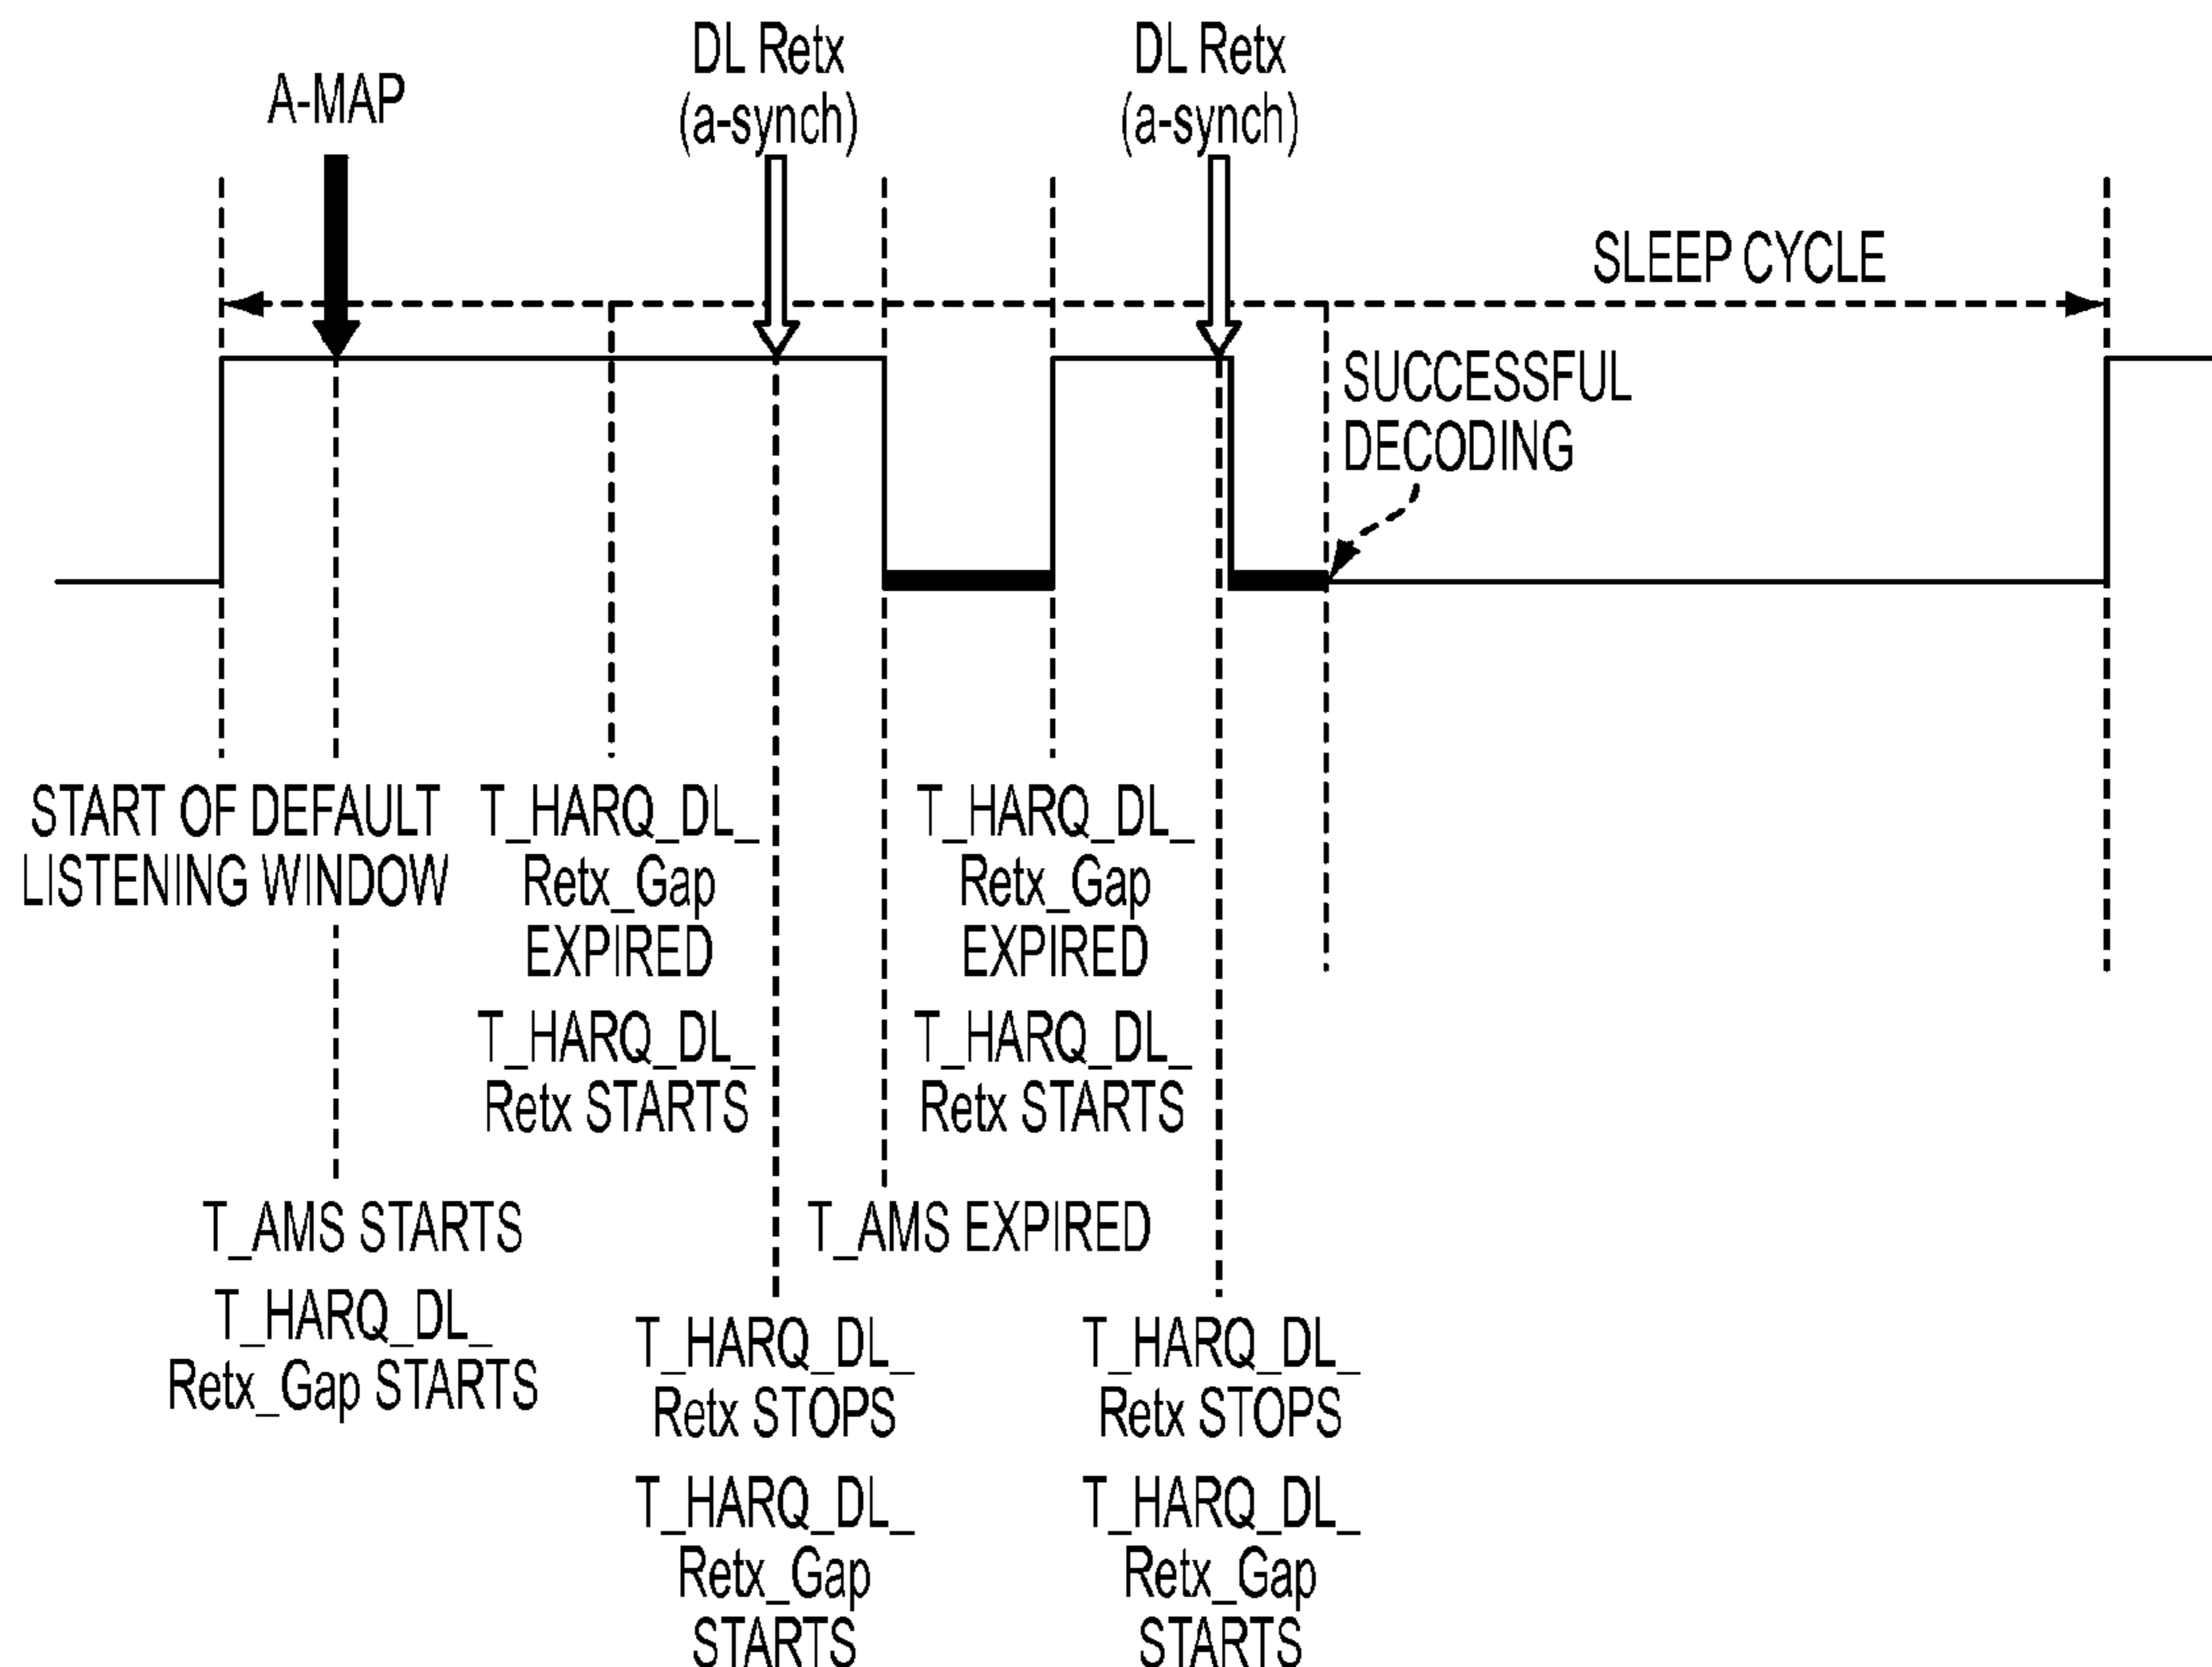 DL Retx
(a-synch)
DL Retx
(a-synch)
A-MAP
SLEEP CYCLE
SUCCESSFUL
DECODING
START OF DEFAULT
LISTENING WINDOW
T_HARQ_DL_
Retx_Gap
EXPIRED
T_HARQ_DL_
Retx STARTS
T_HARQ_DL_
Retx_Gap
EXPIRED
T_HARQ_DL_
Retx STARTS
T_AMS STARTS
T_HARQ_DL_
Retx_Gap STARTS
T_AMS EXPIRED
T_HARQ_DL_
Retx STOPS
T_HARQ_DL_
Retx_Gap
STARTS
T_HARQ_DL_
Retx STOPS
T_HARQ_DL_
Retx_Gap
STARTS